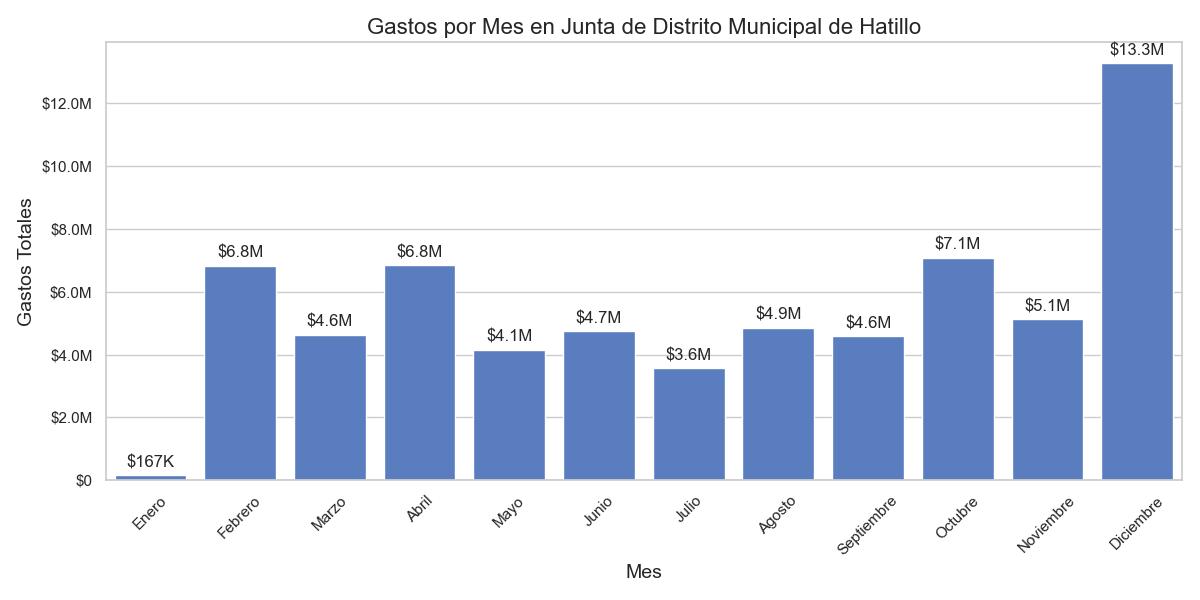 Gastos por Mes en Junta de Distrito Municipal de Hatillo
Gastos Totales
$12.0M
$10.0M
$8.0M
$6.0M
$4.0M
$2.0M
$0
$167K
$6.8M
$4.6M
$6.8M
$4.1M
$4.7M
$3.6M
$4.9M
$4.6M
$7.1M
$5.1M
$13.3M
Enero
Febrero
Marzo
Abril
Mayo
Junio
Julio
Agosto
Septiembre
Octubre
Noviembre
Diciembre
Mes